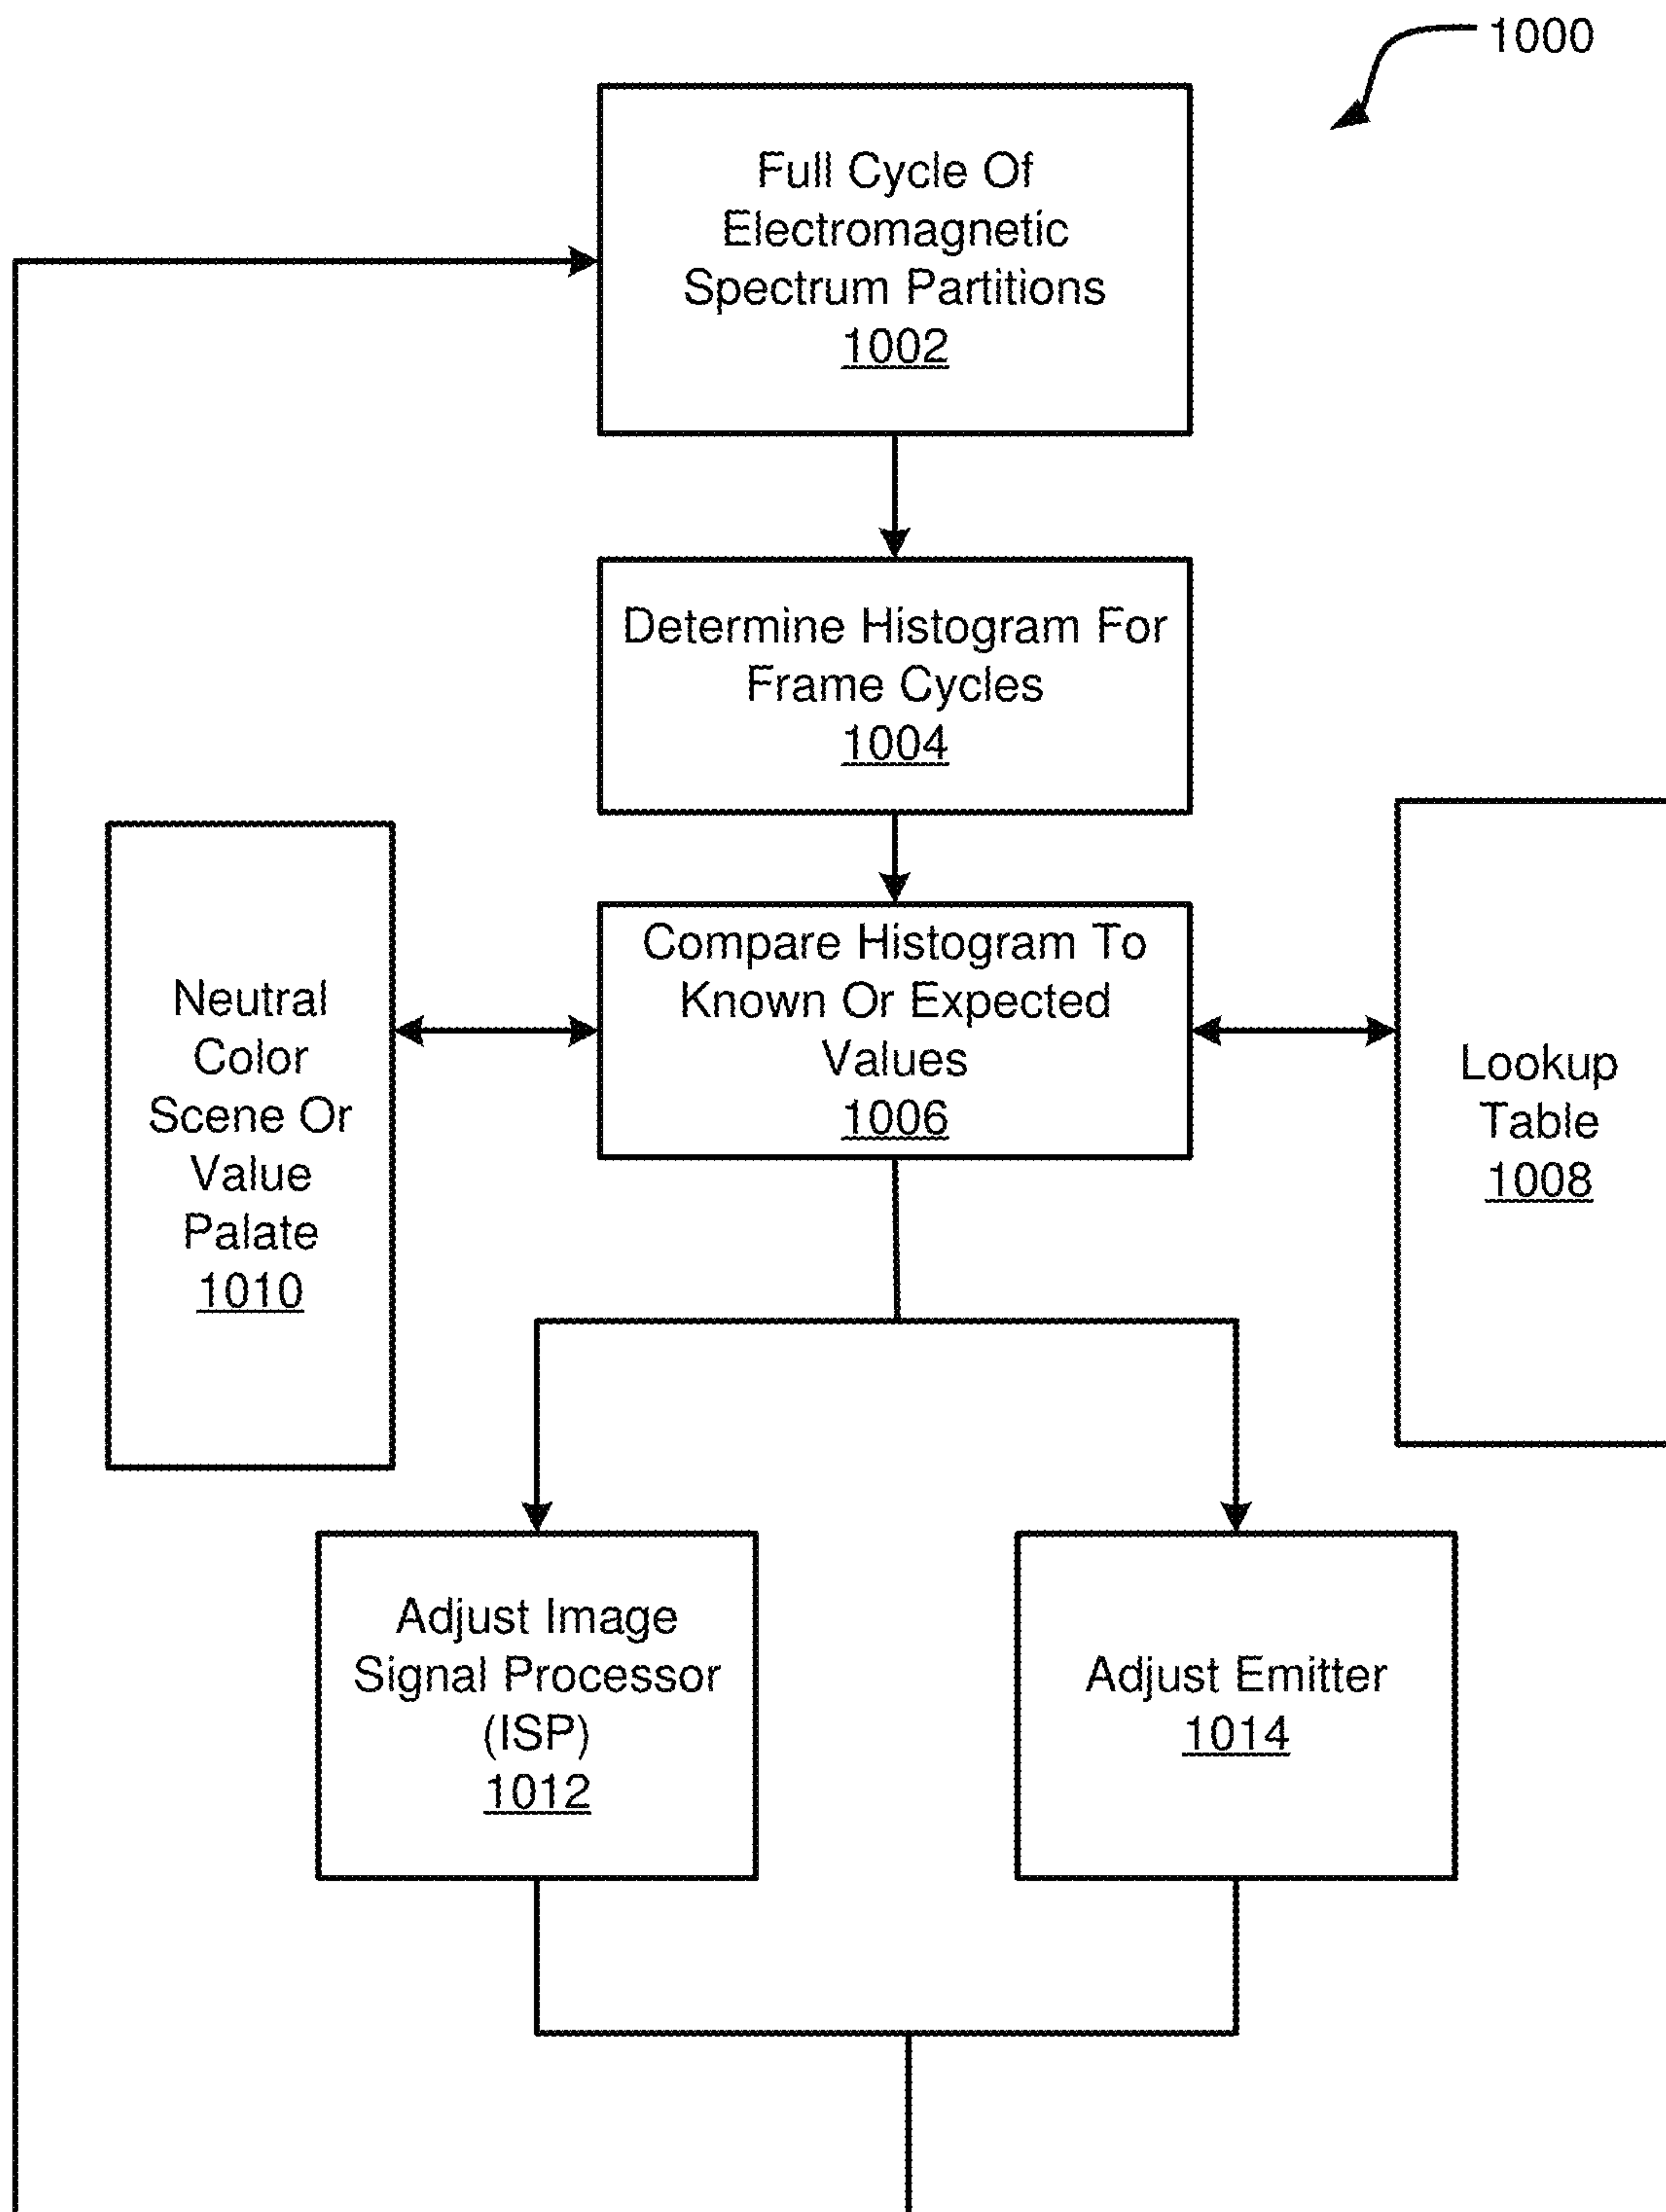 1000
Full Cycle Of
Electromagnetic
Spectrum Partitions
1002
Determine Histogram For
Frame Cycles
1004
Compare Histogram To
Known Or Expected
Values
1006
Neutral
Color
Scene Or
Value
Palate
1010
Lookup
Table
1008
Adjust Image
Signal Processor
(ISP)
1012
Adjust Emitter
1014